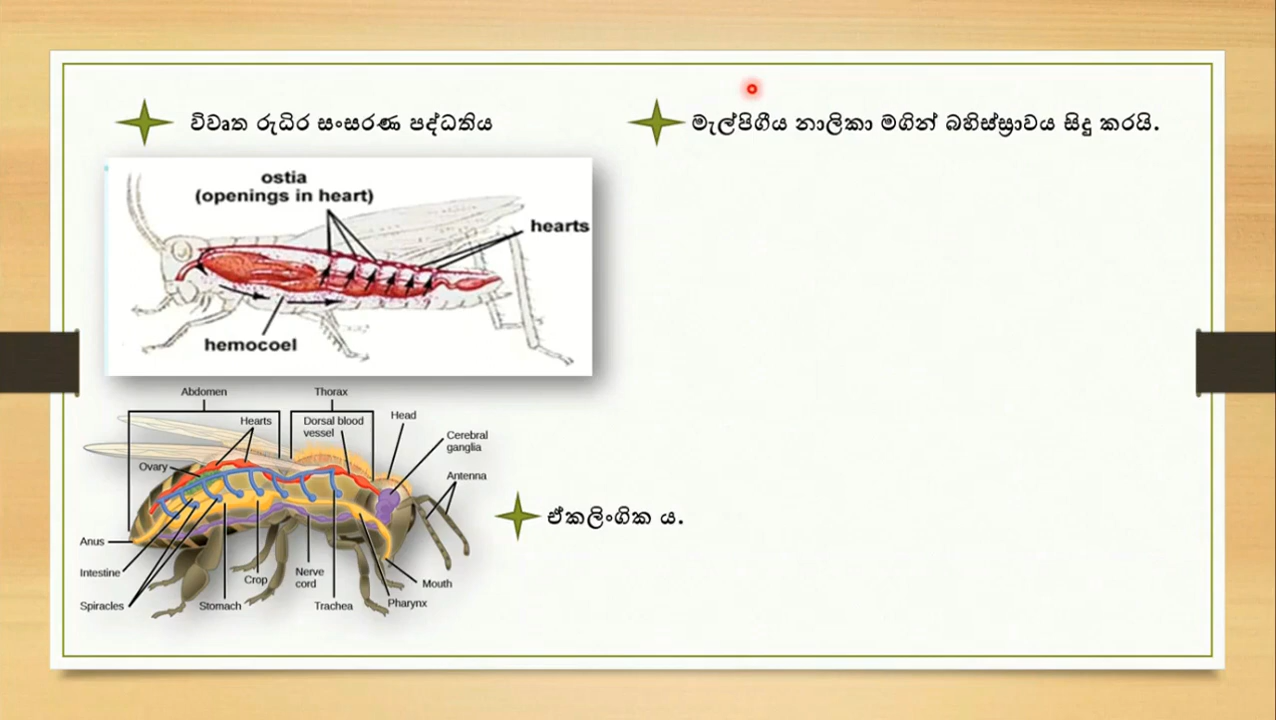 විවෘත රුධිර සංසරණ පද්ධතිය
මැල්පිගීය නාලිකා මගින් බහිස්ස්‍රාවය සිදු කරයි.
ostia
(openings in heart)
hearts
hemocoel
Abdomen
Thorax
Hearts
Dorsal blood
vessel
Head
Cerebral
ganglia
Ovary
Antenna
ඒකලිංගික ය.
Anus
Intestine
Crop
Nerve
cord
Mouth
Spiracles
Stomach
Trachea
Pharynx